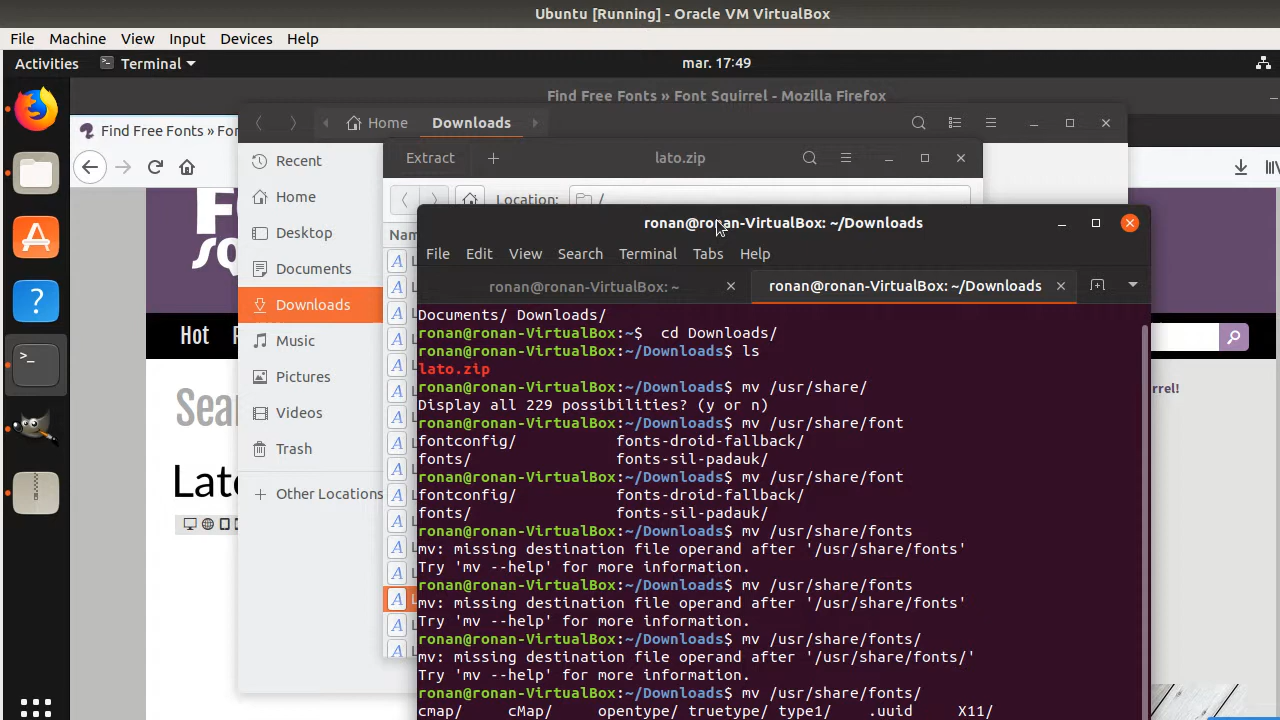 Ubuntu [Running] - Oracle VM VirtualBox
File Machine View Input Devices Help
Activities Terminal mar. 17:49
Find Free Fonts » Font Squirrel - Mozilla Firefox
Home Downloads
Find Free Fonts » Fon
Extract lato.zip
Recent
Location: /
Home
ronan@ronan-VirtualBox: ~/Downloads
Desktop
File Edit View Search Terminal Tabs Help
Documents
ronan@ronan-VirtualBox: ~ ronan@ronan-VirtualBox: ~/Downloads
Downloads
Music
Pictures
Videos
Trash
Other Locations
Hot
Sea
Lato
rrel!
Documents/ Downloads/
ronan@ronan-VirtualBox:~$  cd Downloads/
ronan@ronan-VirtualBox:~/Downloads$ ls
lato.zip
ronan@ronan-VirtualBox:~/Downloads$ mv /usr/share/
Display all 229 possibilities? (y or n)
ronan@ronan-VirtualBox:~/Downloads$ mv /usr/share/font
fontconfig/           fonts-droid-fallback/
fonts/                fonts-sil-padauk/
ronan@ronan-VirtualBox:~/Downloads$ mv /usr/share/font
fontconfig/           fonts-droid-fallback/
fonts/                fonts-sil-padauk/
ronan@ronan-VirtualBox:~/Downloads$ mv /usr/share/fonts
mv: missing destination file operand after '/usr/share/fonts'
Try 'mv --help' for more information.
ronan@ronan-VirtualBox:~/Downloads$ mv /usr/share/fonts
mv: missing destination file operand after '/usr/share/fonts'
Try 'mv --help' for more information.
ronan@ronan-VirtualBox:~/Downloads$ mv /usr/share/fonts/
mv: missing destination file operand after '/usr/share/fonts/'
Try 'mv --help' for more information.
ronan@ronan-VirtualBox:~/Downloads$ mv /usr/share/fonts/
cmap/     cMap/     opentype/ truetype/ type1/    .uuid     X11/